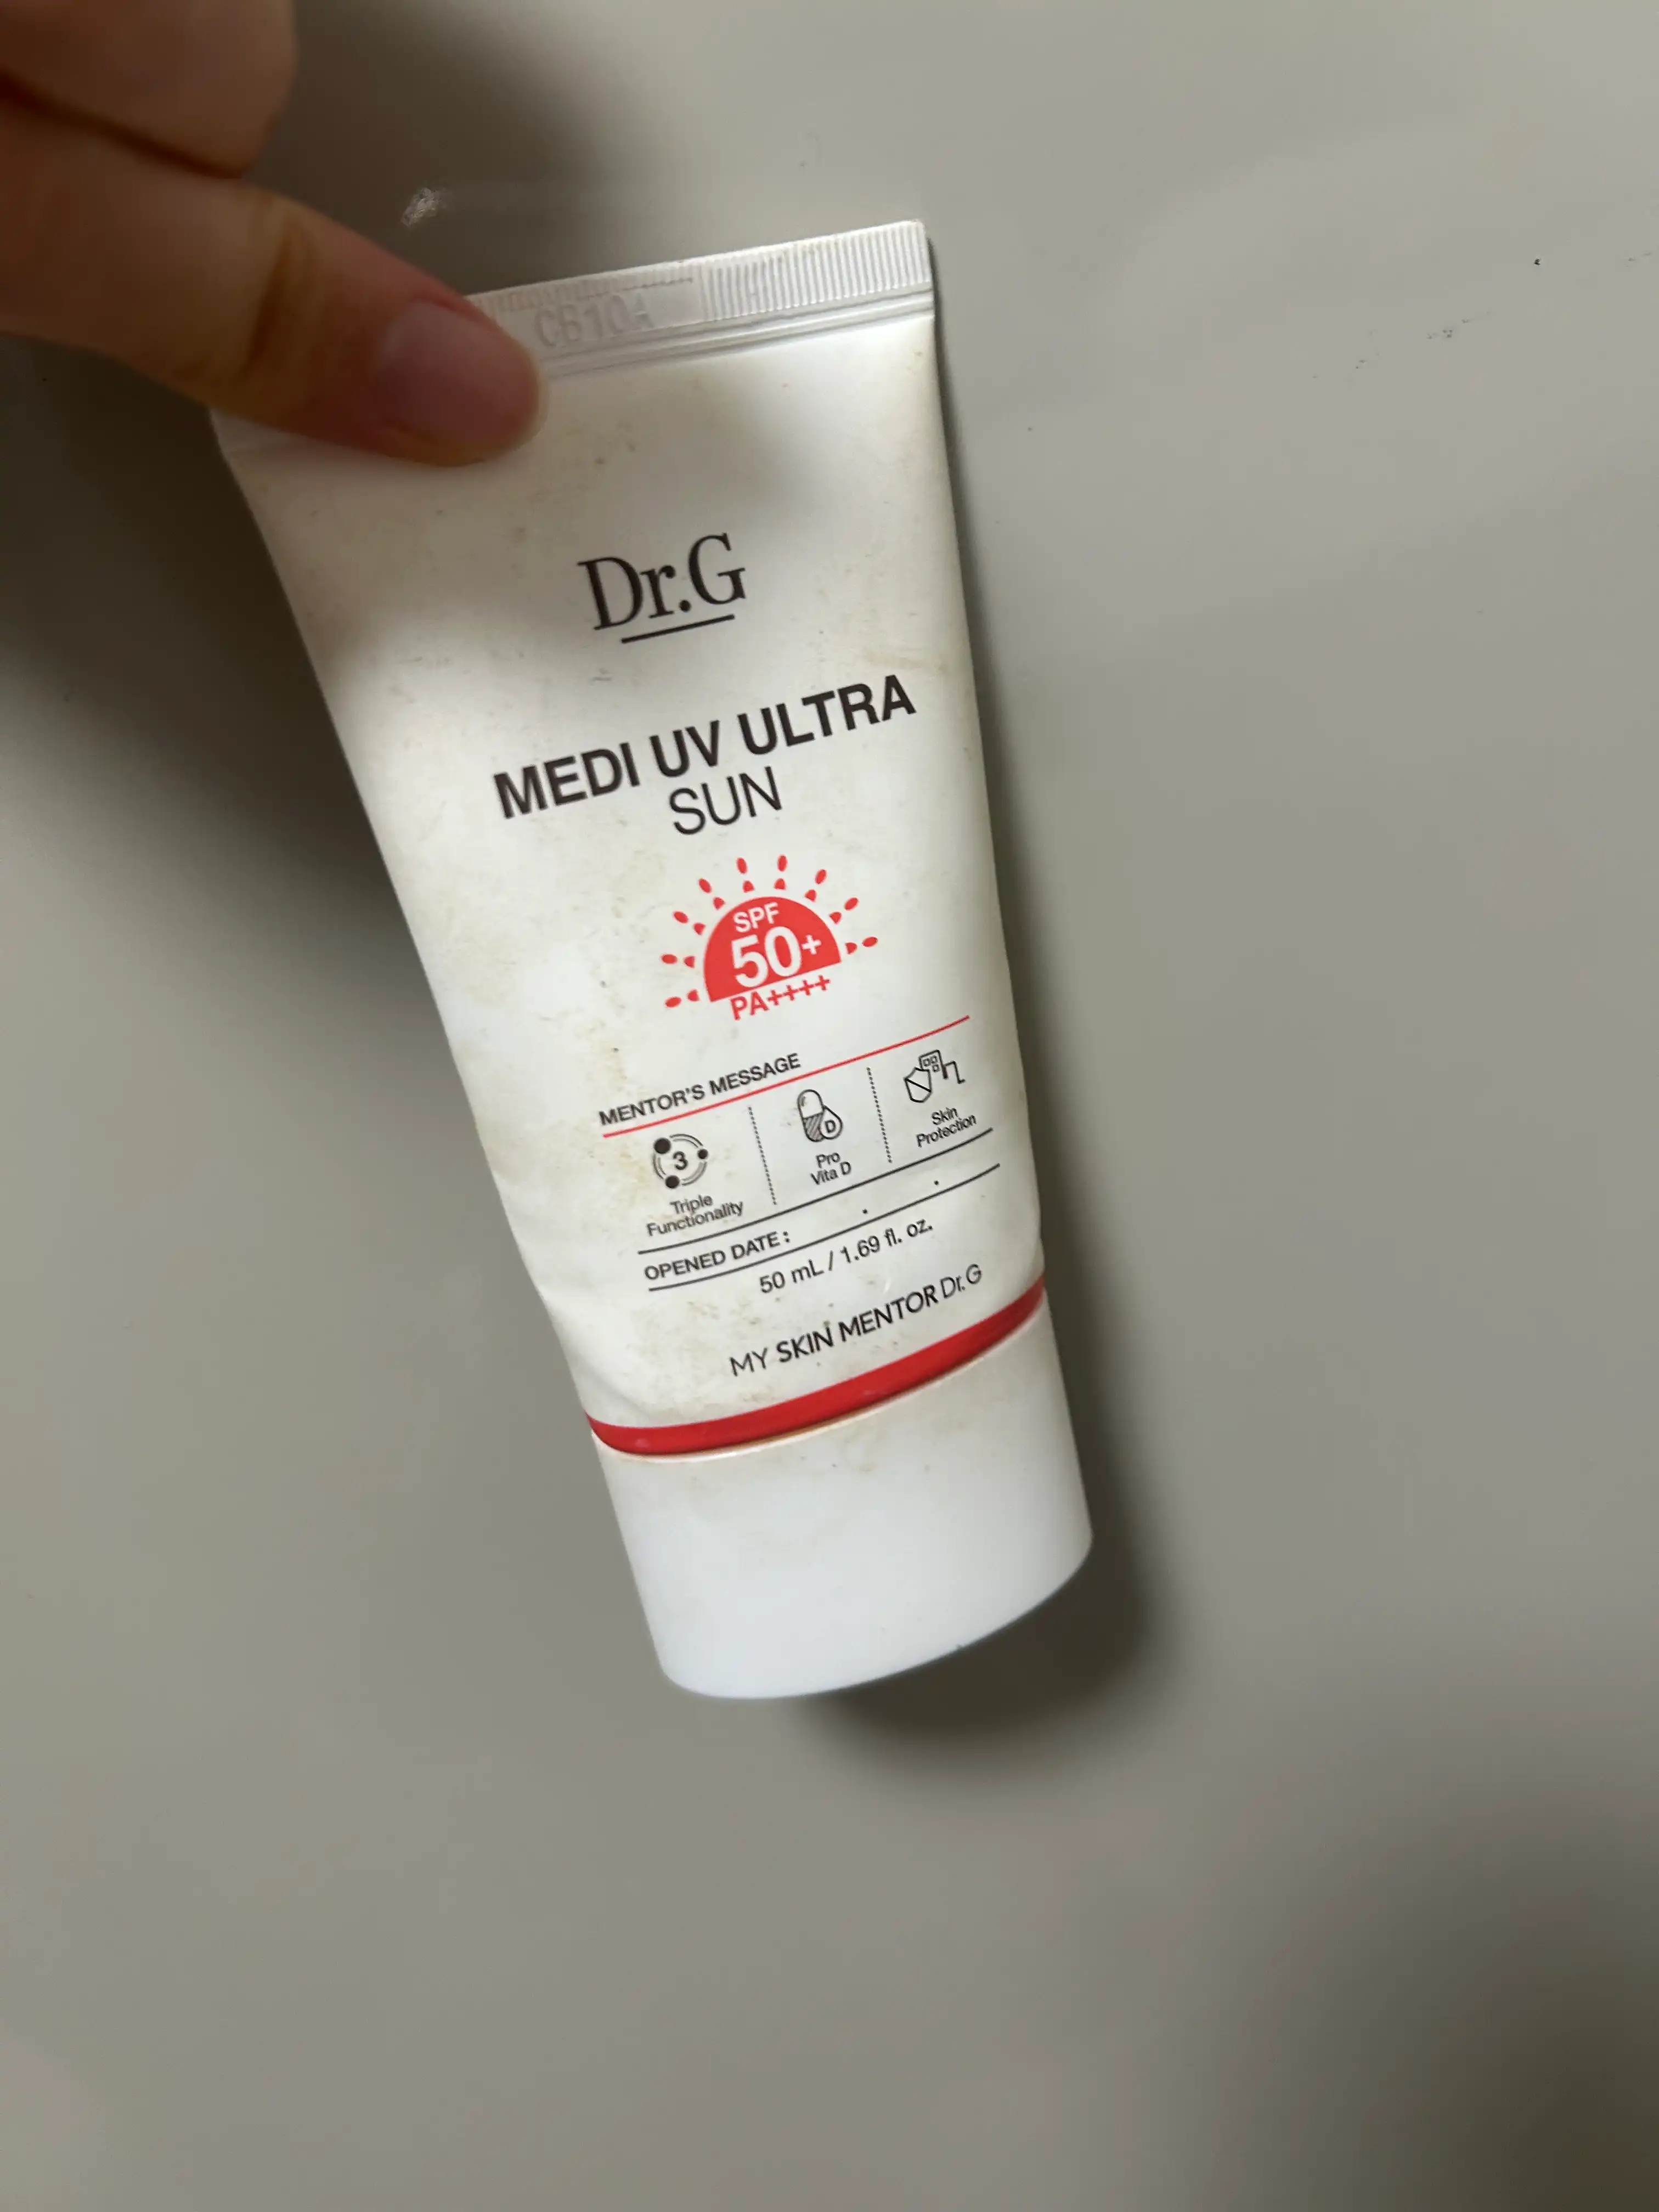 CB10A
Dr.G
MEDI UV ULTRA
SUN
SPF
50+
PA++++
MENTOR'S MESSAGE
3
Triple
Functionality
D
Pro
Vita D
Skin
Protection
OPENED DATE : . .
50 mL / 1.69 fl. oz.
MY SKIN MENTOR Dr.G